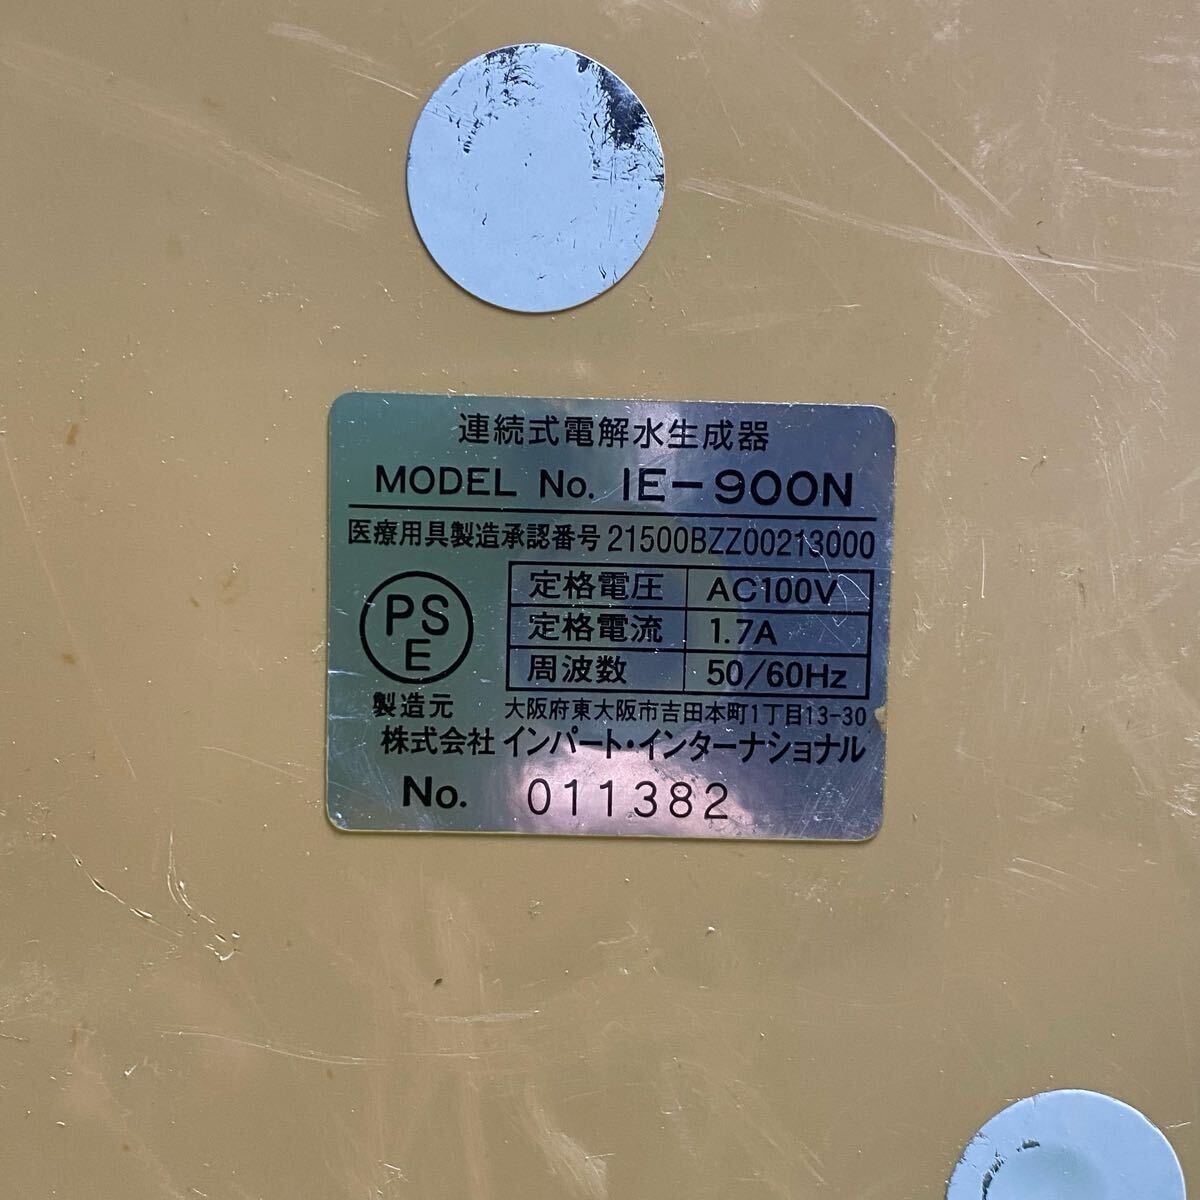 連続式電解水生成器
MODEL No. IE-900N
医療用具製造承認番号 21500BZZ00213000
PS
E
定格電圧 AC100V
定格電流 1.7A
周波数 50/60Hz
製造元 大阪府東大阪市吉田本町1丁目13-30
株式会社 インパート・インターナショナル
No. 011382